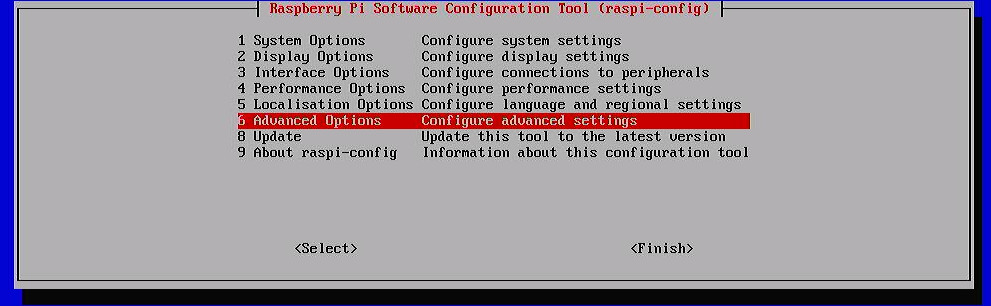 Raspberry Pi Software Configuration Tool (raspi-config)
1 System Options Configure system settings
2 Display Options Configure display settings
3 Interface Options Configure connections to peripherals
4 Performance Options Configure performance settings
5 Localisation Options Configure language and regional settings
6 Advanced Options Configure advanced settings
8 Update Update this tool to the latest version
9 About raspi-config Information about this configuration tool
<Select> <Finish>